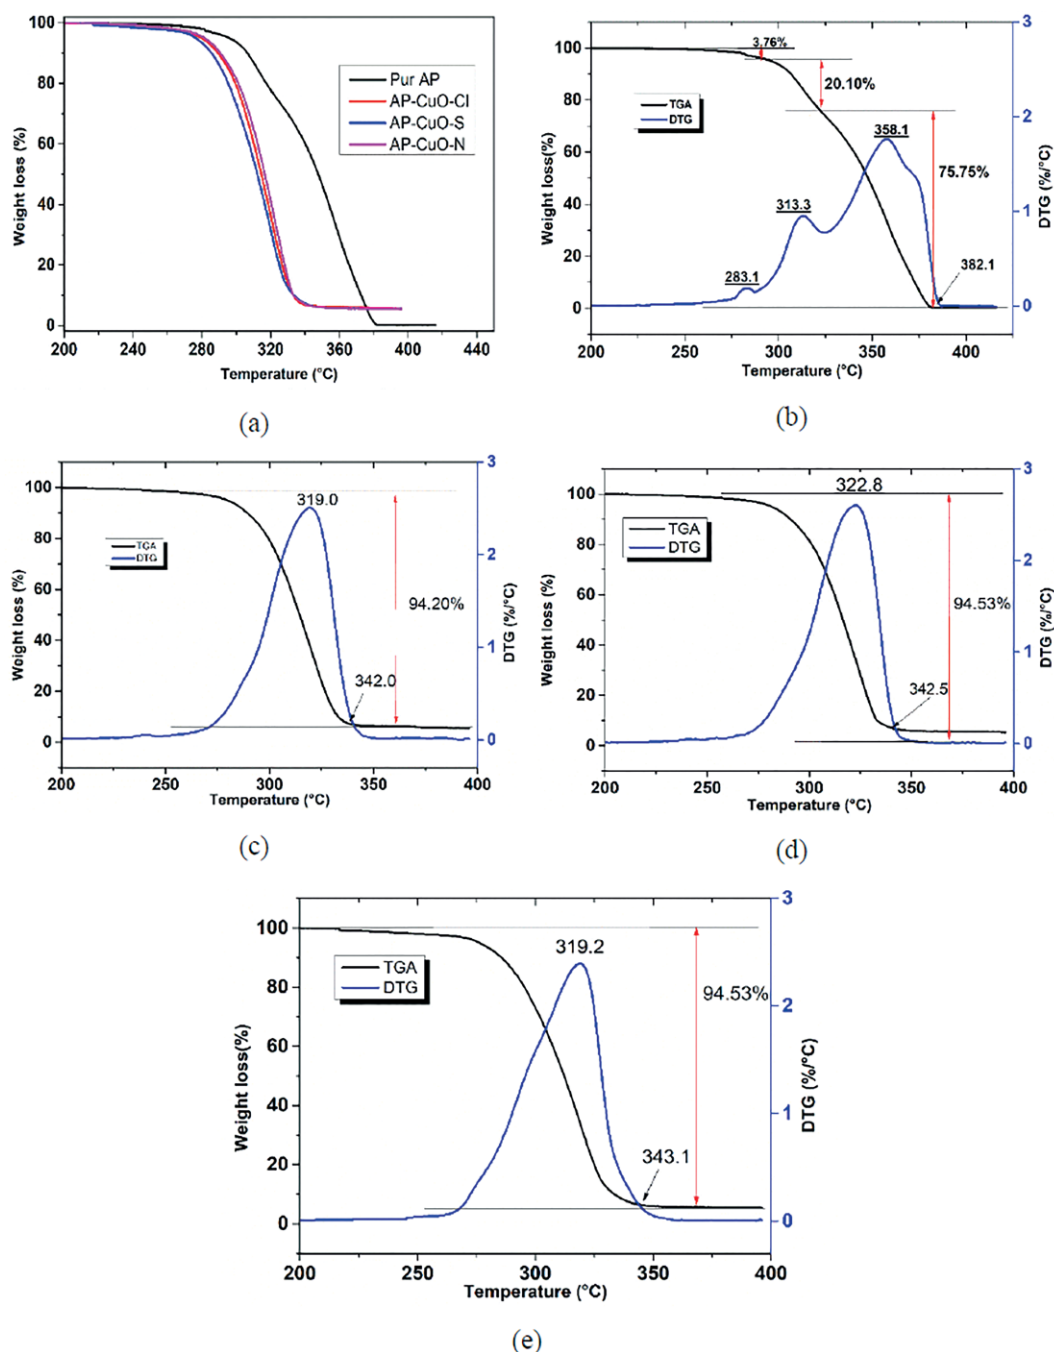 100
80
60
40
20
0
Weight loss (%)
200 240 280 320 360 400 440
Temperature (°C)
Pur AP
AP-CuO-Cl
AP-CuO-S
AP-CuO-N
(a)
100
80
60
40
20
0
Weight loss(%)
200 250 300 350 400
Temperature (°C)
3
2
1
0
DTG (%/°C)
TGA
DTG
3,76%
20.10%
75.75%
358.1
313.3
283.1
382.1
(b)
100
80
60
40
20
0
Weight loss (%)
200 250 300 350 400
Temperature (°C)
3
2
1
0
DTG (%/°C)
TGA
DTG
319.0
94.20%
342.0
(c)
100
80
60
40
20
0
Weight loss (%)
200 250 300 350 400
Temperature (°C)
3
2
1
0
DTG (%/°C)
TGA
DTG
322.8
94.53%
342.5
(d)
100
80
60
40
20
0
Weight loss(%)
200 250 300 350 400
Temperature (°C)
3
2
1
0
DTG (%/°C)
TGA
DTG
319.2
94.53%
343.1
(e)